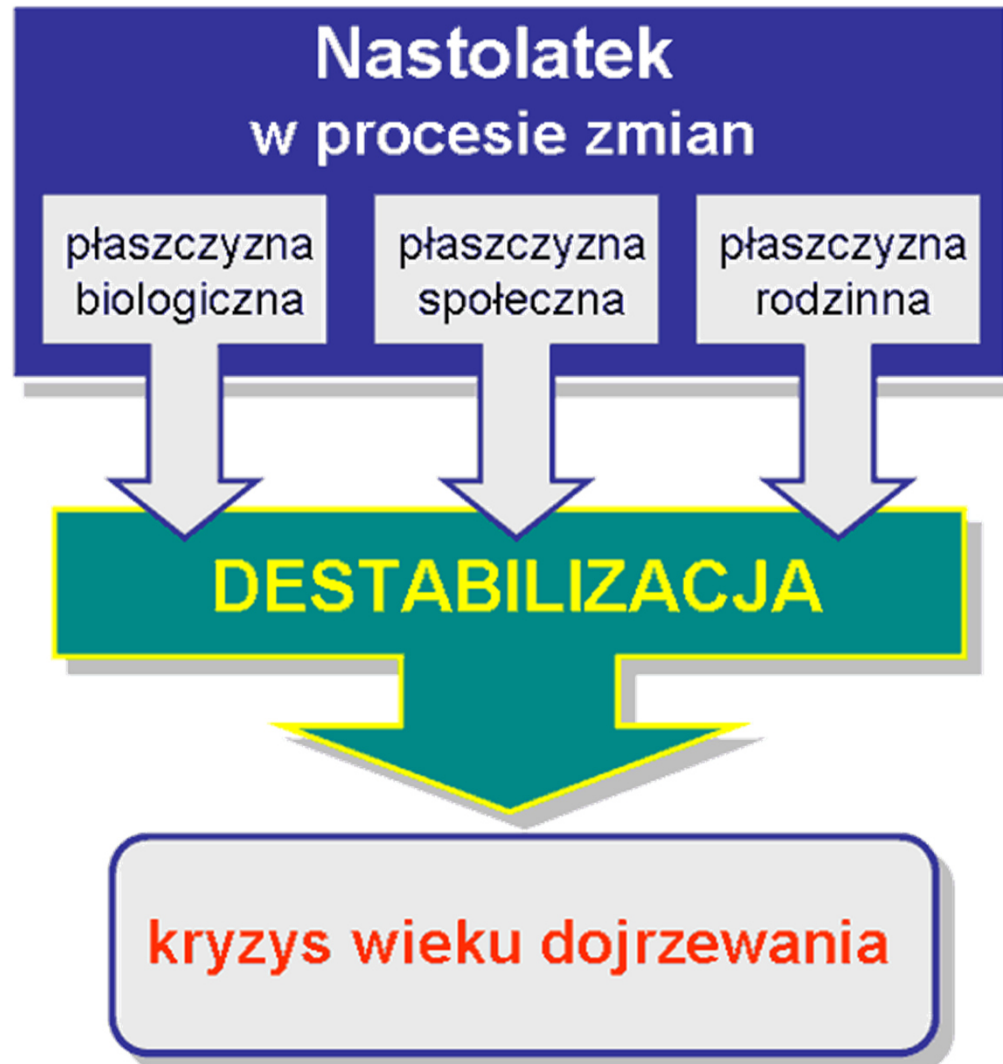 Nastolatek
w procesie zmian
płaszczyzna
biologiczna
płaszczyzna
społeczna
płaszczyzna
rodzinna
DESTABILIZACJA
kryzys wieku dojrzewania